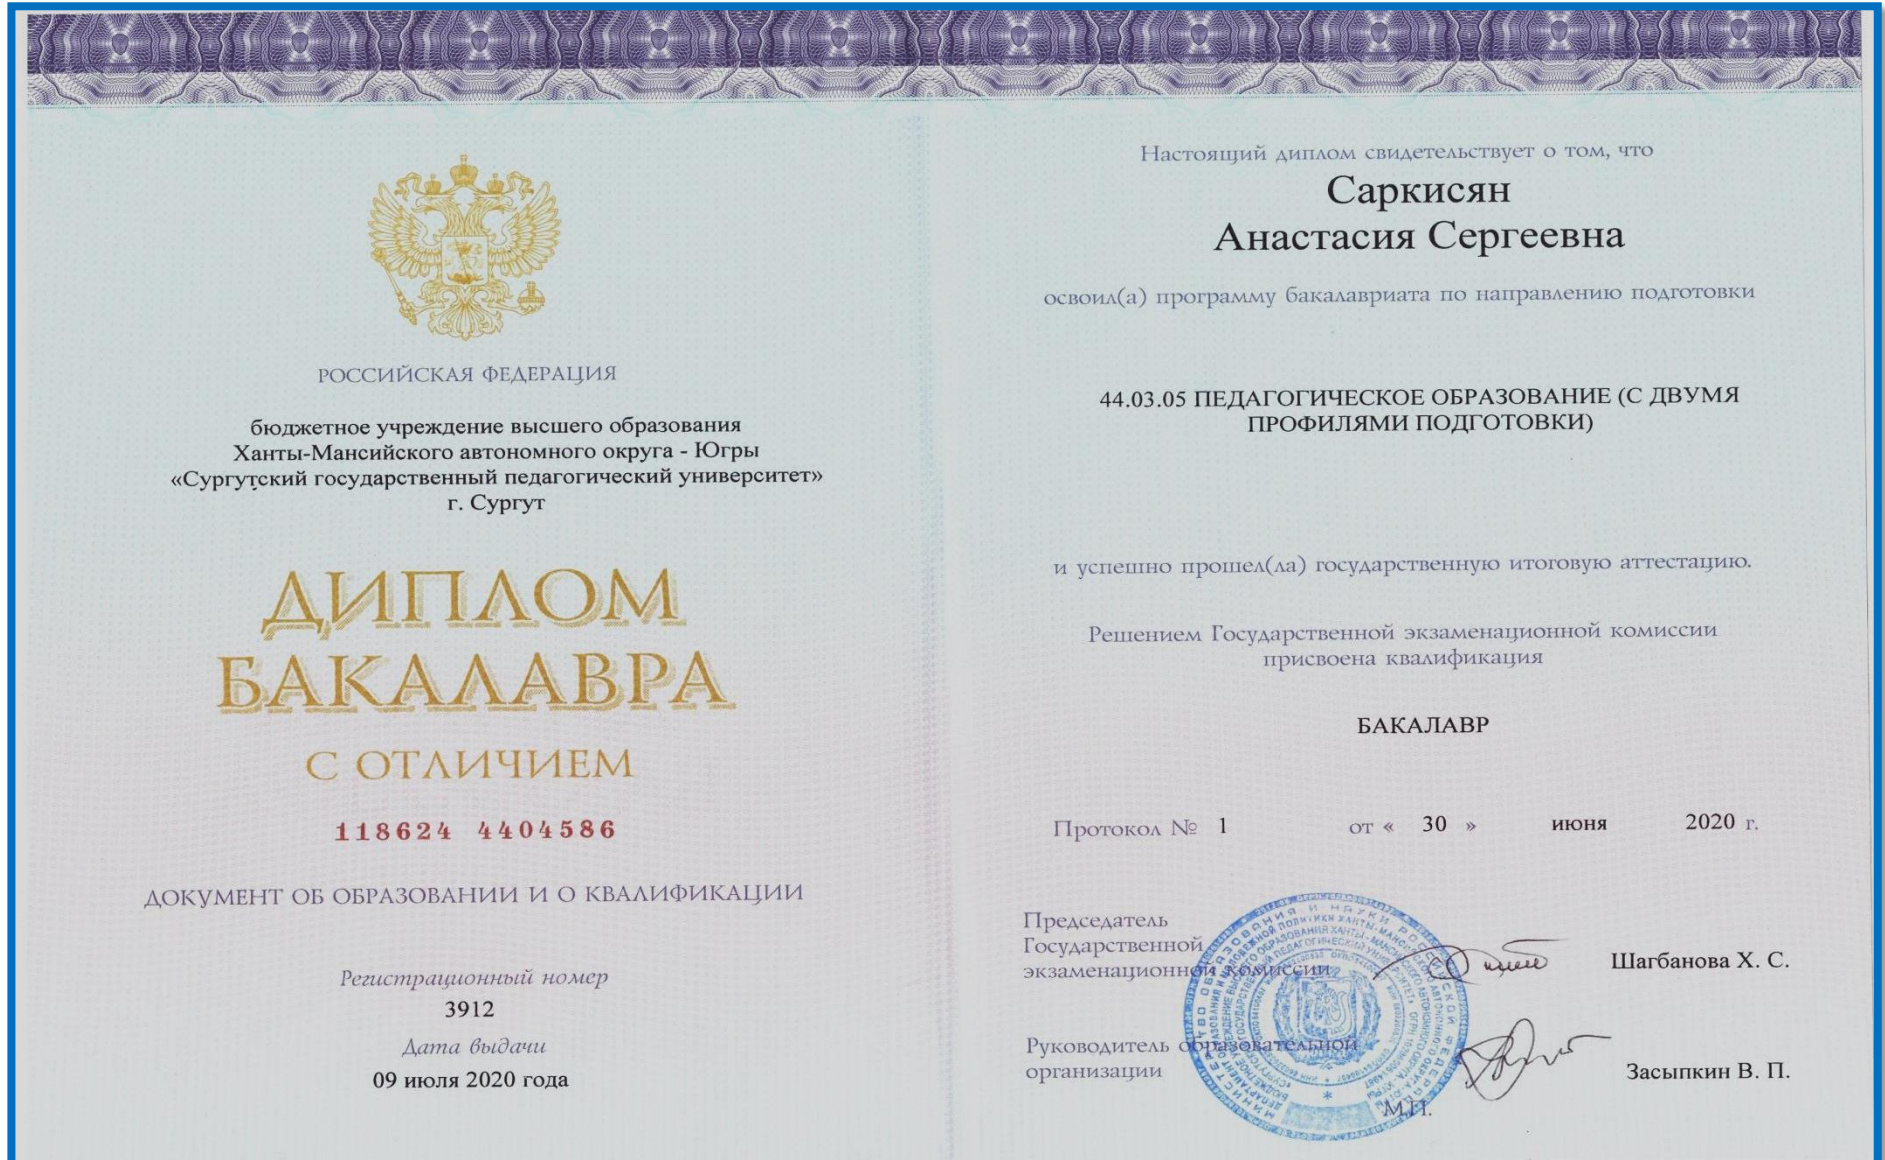 РОССИЙСКАЯ ФЕДЕРАЦИЯ
бюджетное учреждение высшего образования
Ханты-Мансийского автономного округа - Югры
«Сургутский государственный педагогический университет»
г. Сургут
ДИПЛОМ
БАКАЛАВРА
С ОТЛИЧИЕМ
118624 4404586
ДОКУМЕНТ ОБ ОБРАЗОВАНИИ И О КВАЛИФИКАЦИИ
Регистрационный номер
3912
Дата выдачи
09 июля 2020 года
Настоящий диплом свидетельствует о том, что
Саркисян
Анастасия Сергеевна
освоил(а) программу бакалавриата по направлению подготовки
44.03.05 ПЕДАГОГИЧЕСКОЕ ОБРАЗОВАНИЕ (С ДВУМЯ
ПРОФИЛЯМИ ПОДГОТОВКИ)
и успешно прошел(ла) государственную итоговую аттестацию.
Решением Государственной экзаменационной комиссии
присвоена квалификация
БАКАЛАВР
Протокол № 1 от « 30 » июня 2020 г.
Председатель
Государственной
экзаменационной комиссии
Шагбанова Х. С.
Руководитель образовательной
организации
Засыпкин В. П.
М.П.